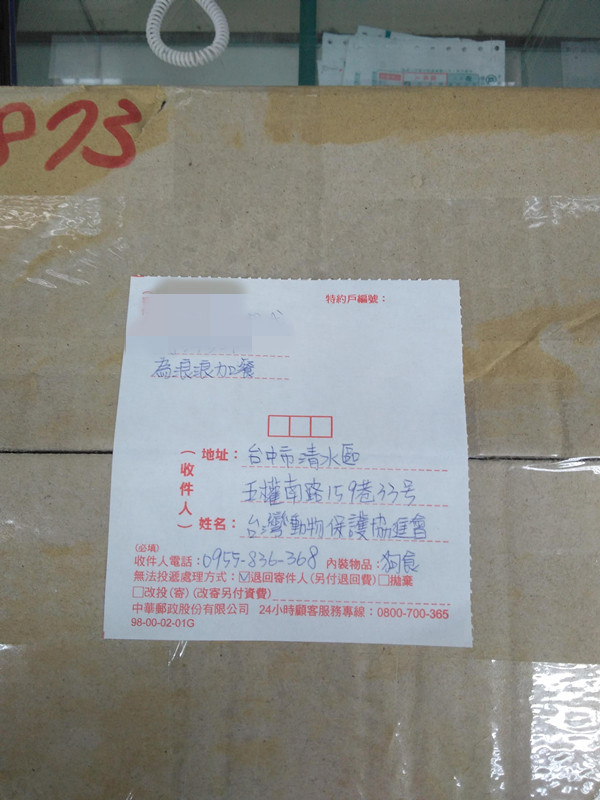 873
特約戶編號：
為浪浪加餐
（收件人）
地址：台中市清水區
五權南路159巷33号
姓名：台灣動物保護協進會
(必填)
收件人電話：0955-836-368 內裝物品：狗食
無法投遞處理方式：☑退回寄件人(另付退回費)□拋棄
□改投(寄)(改寄另付資費)
中華郵政股份有限公司 24小時顧客服務專線：0800-700-365
98-00-02-01G